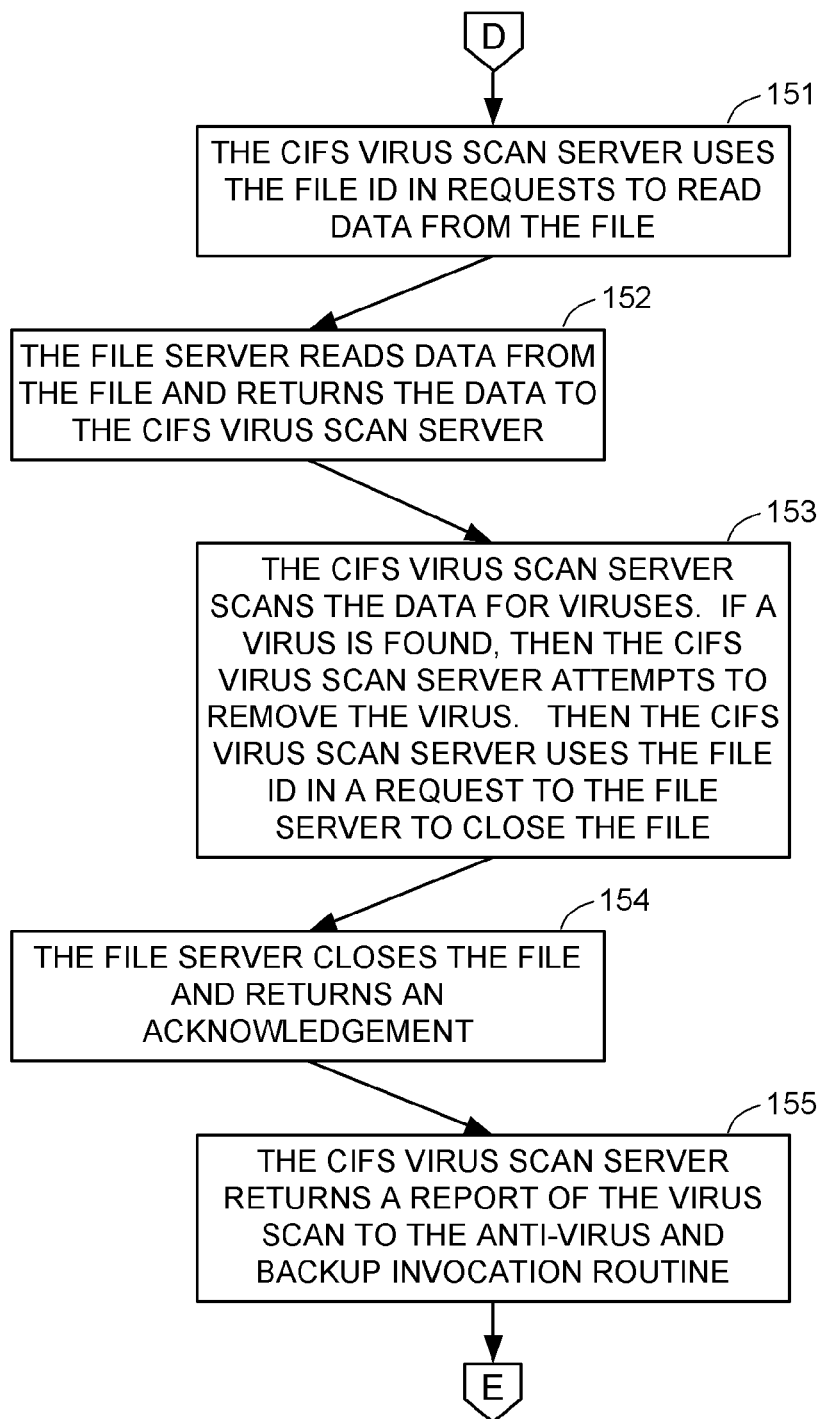 D
151
THE CIFS VIRUS SCAN SERVER USES
THE FILE ID IN REQUESTS TO READ
DATA FROM THE FILE
152
THE FILE SERVER READS DATA FROM
THE FILE AND RETURNS THE DATA TO
THE CIFS VIRUS SCAN SERVER
153
THE CIFS VIRUS SCAN SERVER
SCANS THE DATA FOR VIRUSES. IF A
VIRUS IS FOUND, THEN THE CIFS
VIRUS SCAN SERVER ATTEMPTS TO
REMOVE THE VIRUS. THEN THE CIFS
VIRUS SCAN SERVER USES THE FILE
ID IN A REQUEST TO THE FILE
SERVER TO CLOSE THE FILE
154
THE FILE SERVER CLOSES THE FILE
AND RETURNS AN
ACKNOWLEDGEMENT
155
THE CIFS VIRUS SCAN SERVER
RETURNS A REPORT OF THE VIRUS
SCAN TO THE ANTI-VIRUS AND
BACKUP INVOCATION ROUTINE
E